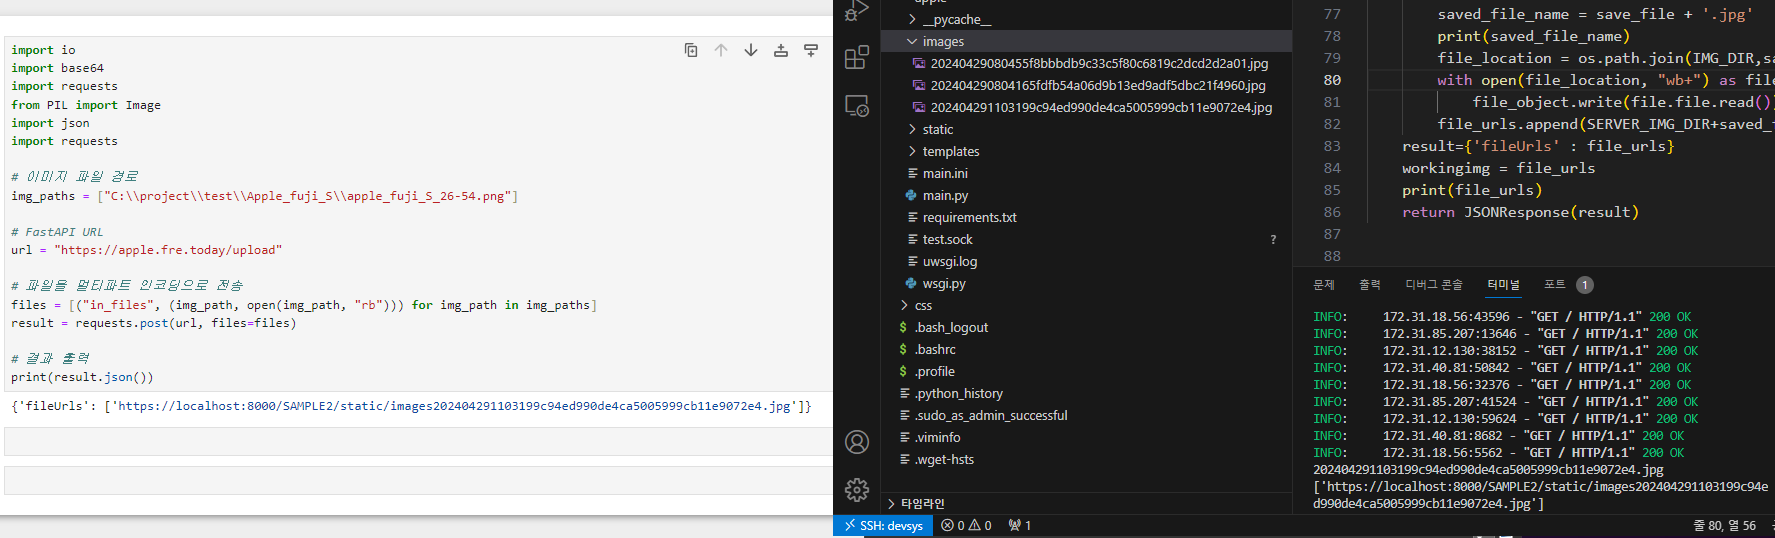 import io
import base64
import requests
from PIL import Image
import json
import requests
# 이미지 파일 경로
img_paths = ["C:\\project\\test\\Apple_fuji_S\\apple_fuji_S_26-54.png"]
# FastAPI URL
url = "https://apple.fre.today/upload"
# 파일을 멀티파트 인코딩으로 전송
files = [("in_files", (img_path, open(img_path, "rb"))) for img_path in img_paths]
result = requests.post(url, files=files)
# 결과 출력
print(result.json())
{'fileUrls': ['https://localhost:8000/SAMPLE2/static/images202404291103199c94ed990de4ca5005999cb11e9072e4.jpg']}
__pycache__
images
20240429080455f8bbbdb9c33c5f80c6819c2dcd2d2a01.jpg
20240429080416​5fdfb54a06d9b13ed9adf5dbc21f4960.jpg
202404291103199c94ed990de4ca5005999cb11e9072e4.jpg
static
templates
main.ini
main.py
requirements.txt
test.sock ?
uwsgi.log
wsgi.py
css
.bash_logout
.bashrc
.profile
.python_history
.sudo_as_admin_successful
.viminfo
.wget-hsts
타임라인
SSH: devsys 0 0 1
77 saved_file_name = save_file + '.jpg'
78 print(saved_file_name)
79 file_location = os.path.join(IMG_DIR,sa
80 with open(file_location, "wb+") as file
81 file_object.write(file.file.read())
82 file_urls.append(SERVER_IMG_DIR+saved_
83 result={'fileUrls' : file_urls}
84 workingimg = file_urls
85 print(file_urls)
86 return JSONResponse(result)
87
88
문제 출력 디버그 콘솔 터미널 포트 1
INFO: 172.31.18.56:43596 - "GET / HTTP/1.1" 200 OK
INFO: 172.31.85.207:13646 - "GET / HTTP/1.1" 200 OK
INFO: 172.31.12.130:38152 - "GET / HTTP/1.1" 200 OK
INFO: 172.31.40.81:50842 - "GET / HTTP/1.1" 200 OK
INFO: 172.31.18.56:32376 - "GET / HTTP/1.1" 200 OK
INFO: 172.31.85.207:41524 - "GET / HTTP/1.1" 200 OK
INFO: 172.31.12.130:59624 - "GET / HTTP/1.1" 200 OK
INFO: 172.31.40.81:8682 - "GET / HTTP/1.1" 200 OK
INFO: 172.31.18.56:5562 - "GET / HTTP/1.1" 200 OK
202404291103199c94ed990de4ca5005999cb11e9072e4.jpg
['https://localhost:8000/SAMPLE2/static/images202404291103199c94e
d990de4ca5005999cb11e9072e4.jpg']
줄 80, 열 56